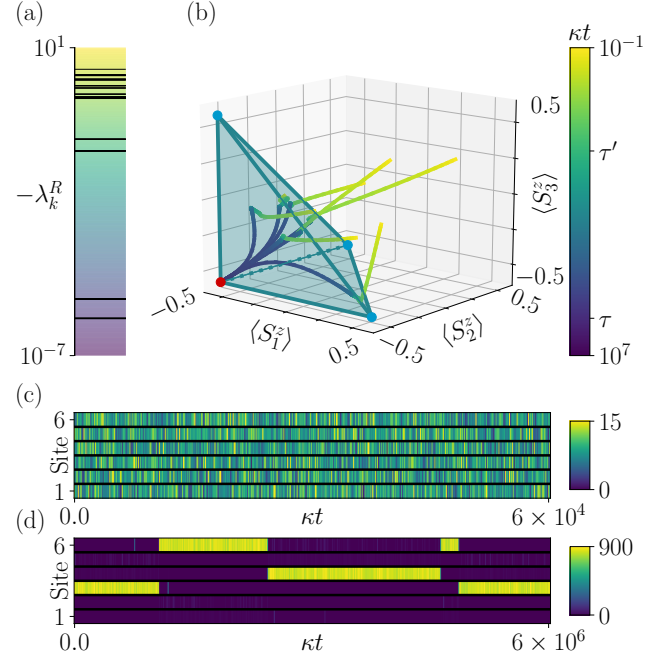 (a)
10^1
−λ_k^R
10^−7
(b)
0.5
⟨S_3^z⟩
−0.5
−0.5
⟨S_1^z⟩
0.5
−0.5
⟨S_2^z⟩
0.5
κt
10^−1
τ′
τ
10^7
(c)
6
Site
1
0.0
κt
6 × 10^4
15
0
(d)
6
Site
1
0.0
κt
6 × 10^6
900
0